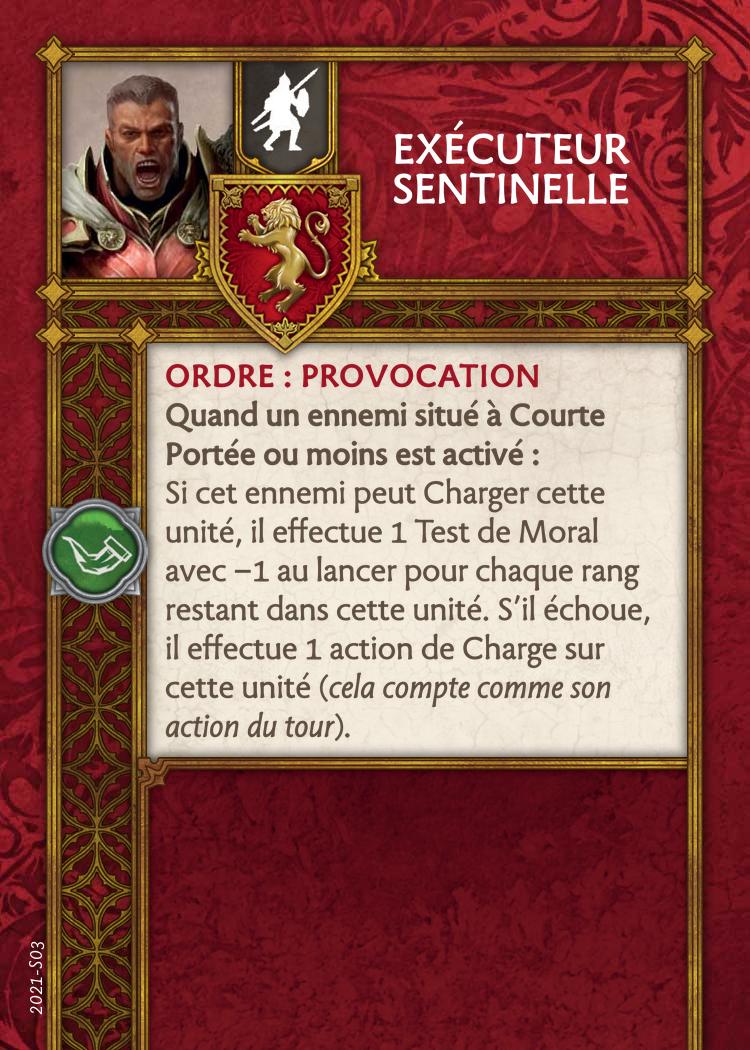 EXÉCUTEUR
SENTINELLE
ORDRE : PROVOCATION
Quand un ennemi situé à Courte
Portée ou moins est activé :
Si cet ennemi peut Charger cette
unité, il effectue 1 Test de Moral
avec −1 au lancer pour chaque rang
restant dans cette unité. S’il échoue,
il effectue 1 action de Charge sur
cette unité (cela compte comme son
action du tour).
2021-S03